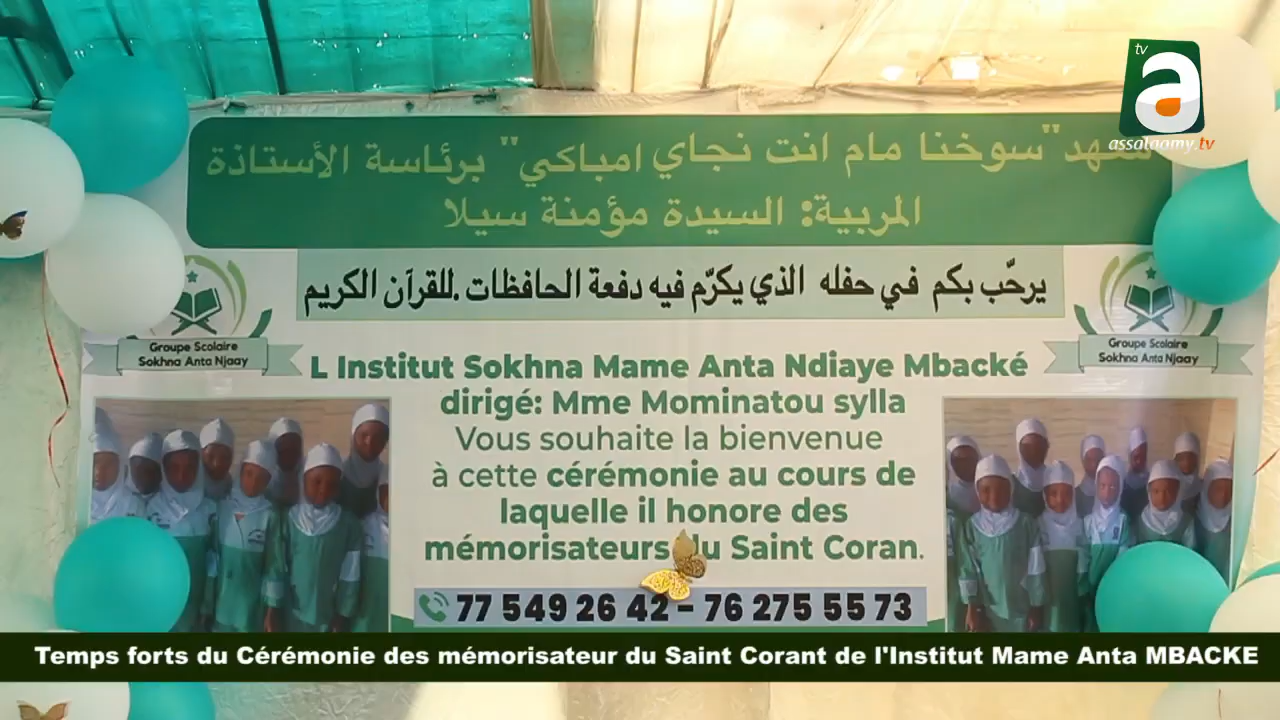 tv
a
assalaamy.tv
"سوخنا مام انت نجاي امباكي" برئاسة الأستاذة
المربية: السيدة مؤمنة سيلا
يرحّب بكم في حفله الذي يكرّم فيه دفعة الحافظات .للقرآن الكريم
Groupe Scolaire
Sokhna Anta Njaay
Groupe Scolaire
Sokhna Anta Njaay
L Institut Sokhna Mame Anta Ndiaye Mbacké
dirigé: Mme Mominatou sylla
Vous souhaite la bienvenue
à cette cérémonie au cours de
laquelle il honore des
mémorisateurs du Saint Coran.
77 549 26 42 - 76 275 55 73
Temps forts du Cérémonie des mémorisateur du Saint Corant de l'Institut Mame Anta MBACKE